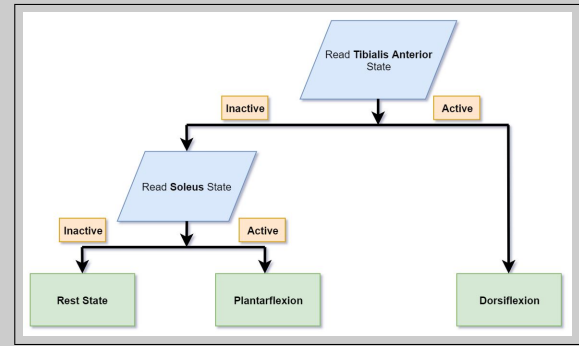 Read Tibialis Anterior
State
Inactive
Active
Read Soleus State
Inactive
Active
Rest State
Plantarflexion
Dorsiflexion